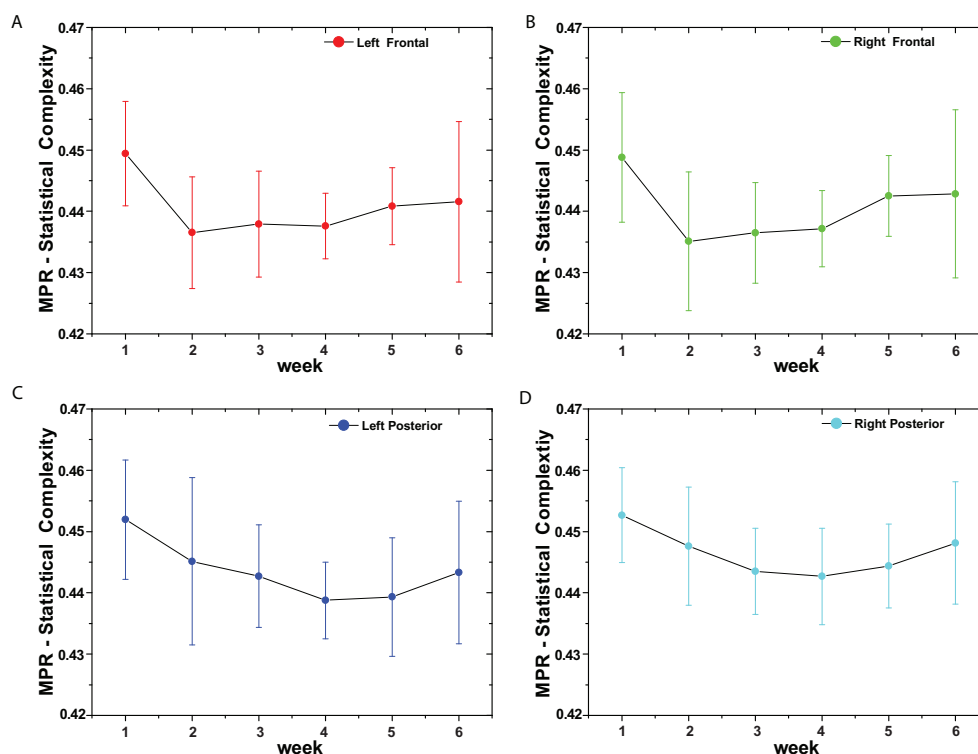 A
MPR - Statistical Complexity
0.47
0.46
0.45
0.44
0.43
0.42
Left Frontal
1 2 3 4 5 6
week
B
MPR - Statistical Complexity
0.47
0.46
0.45
0.44
0.43
0.42
Right Frontal
1 2 3 4 5 6
week
C
MPR - Statistical Complexity
0.47
0.46
0.45
0.44
0.43
0.42
Left Posterior
1 2 3 4 5 6
week
D
MPR - Statistical Complextiy
0.47
0.46
0.45
0.44
0.43
0.42
Right Posterior
1 2 3 4 5 6
week